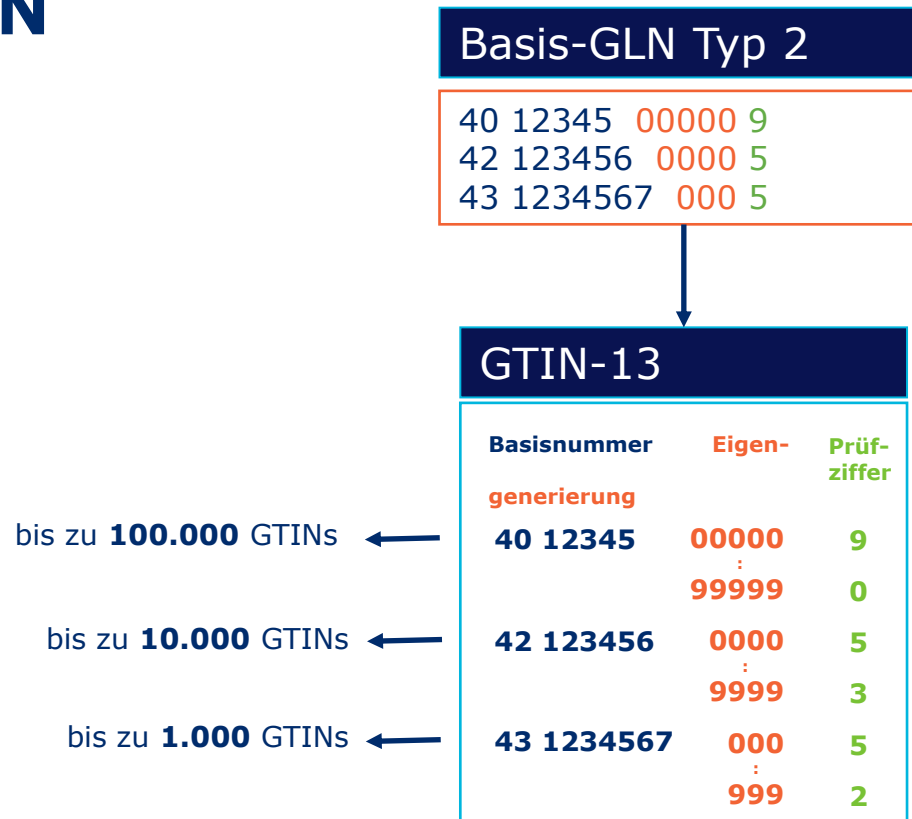 N
Basis-GLN Typ 2
40 12345 00000 9
42 123456 0000 5
43 1234567 000 5
GTIN-13
Basisnummer Eigen- Prüf-
ziffer
generierung
bis zu 100.000 GTINs 40 12345 00000 9
:
99999 0
bis zu 10.000 GTINs 42 123456 0000 5
:
9999 3
bis zu 1.000 GTINs 43 1234567 000 5
:
999 2